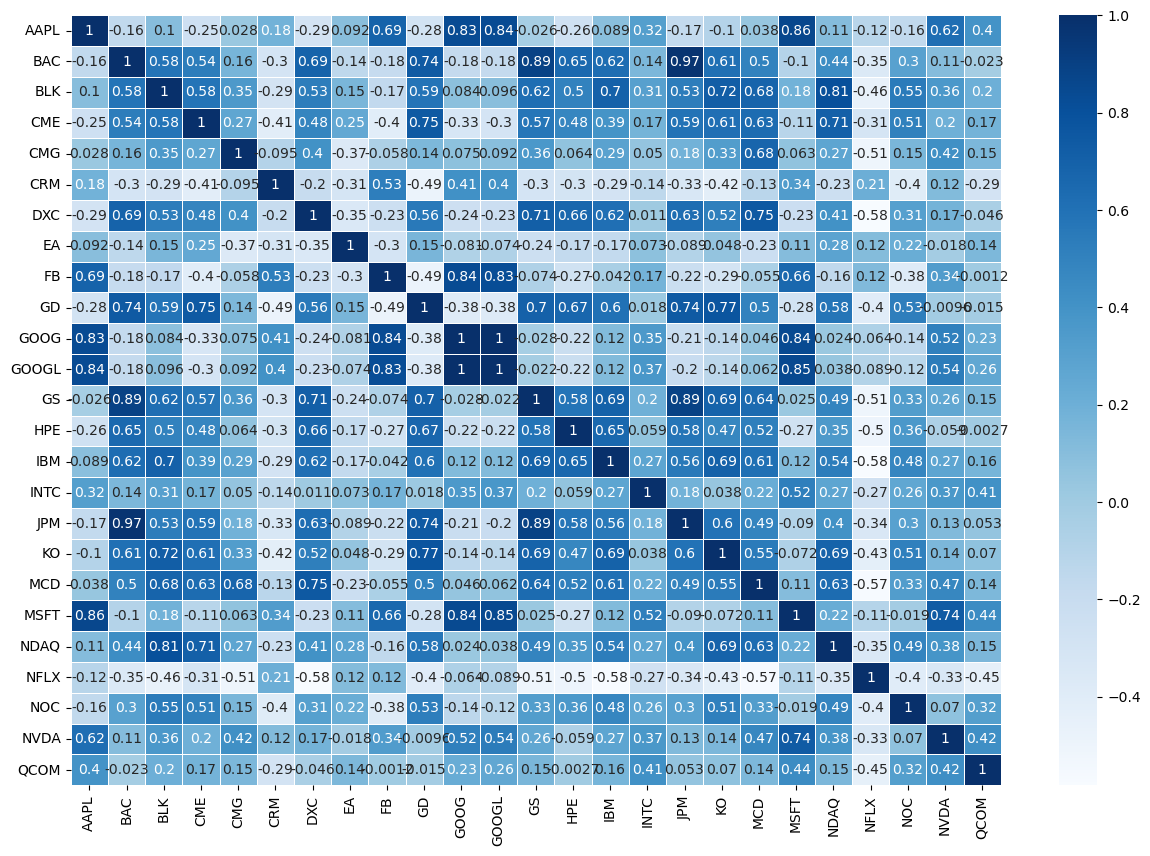 AAPL 1 -0.16 0.1 -0.25 0.028 0.18 -0.29 0.092 0.69 -0.28 0.83 0.84 0.026 -0.26 0.089 0.32 -0.17 -0.1 0.038 0.86 0.11 -0.12 -0.16 0.62 0.4 1.0
BAC -0.16 1 0.58 0.54 0.16 -0.3 0.69 -0.14 -0.18 0.74 -0.18 -0.18 0.89 0.65 0.62 0.14 0.97 0.61 0.5 -0.1 0.44 -0.35 0.3 0.11 -0.023
BLK 0.1 0.58 1 0.58 0.35 -0.29 0.53 0.15 -0.17 0.59 0.084 0.096 0.62 0.5 0.7 0.31 0.53 0.72 0.68 0.18 0.81 -0.46 0.55 0.36 0.2 0.8
CME -0.25 0.54 0.58 1 0.27 -0.41 0.48 0.25 -0.4 0.75 -0.33 -0.3 0.57 0.48 0.39 0.17 0.59 0.61 0.63 -0.11 0.71 -0.31 0.51 0.2 0.17
CMG 0.028 0.16 0.35 0.27 1 -0.095 0.4 -0.37 -0.058 0.14 0.075 0.092 0.36 0.064 0.29 0.05 0.18 0.33 0.68 0.063 0.27 -0.51 0.15 0.42 0.15
CRM 0.18 -0.3 -0.29 -0.41 -0.095 1 -0.2 -0.31 0.53 -0.49 0.41 0.4 -0.3 -0.3 -0.29 -0.14 -0.33 -0.42 -0.13 0.34 -0.23 0.21 -0.4 0.12 -0.29 0.6
DXC -0.29 0.69 0.53 0.48 0.4 -0.2 1 -0.35 -0.23 0.56 -0.24 -0.23 0.71 0.66 0.62 0.011 0.63 0.52 0.75 -0.23 0.41 -0.58 0.31 0.17 -0.046
EA 0.092 -0.14 0.15 0.25 -0.37 -0.31 -0.35 1 -0.3 0.15 -0.081 -0.074 -0.24 -0.17 -0.17 0.073 -0.089 0.048 -0.23 0.11 0.28 0.12 0.22 -0.018 0.14
FB 0.69 -0.18 -0.17 -0.4 -0.058 0.53 -0.23 -0.3 1 -0.49 0.84 0.83 -0.074 -0.27 -0.042 0.17 -0.22 -0.29 -0.055 0.66 -0.16 0.12 -0.38 0.34 -0.0012
GD -0.28 0.74 0.59 0.75 0.14 -0.49 0.56 0.15 -0.49 1 -0.38 -0.38 0.7 0.67 0.6 0.018 0.74 0.77 0.5 -0.28 0.58 -0.4 0.53 0.0096 -0.015 0.4
GOOG 0.83 -0.18 0.084 -0.33 0.075 0.41 -0.24 -0.081 0.84 -0.38 1 1 -0.028 -0.22 0.12 0.35 -0.21 -0.14 0.046 0.84 0.024 -0.064 -0.14 0.52 0.23
GOOGL 0.84 -0.18 0.096 -0.3 0.092 0.4 -0.23 -0.074 0.83 -0.38 1 1 -0.022 -0.22 0.12 0.37 -0.2 -0.14 0.062 0.85 0.038 -0.089 -0.12 0.54 0.26
GS -0.026 0.89 0.62 0.57 0.36 -0.3 0.71 -0.24 -0.074 0.7 -0.028 -0.022 1 0.58 0.69 0.2 0.89 0.69 0.64 0.025 0.49 -0.51 0.33 0.26 0.15 0.2
HPE -0.26 0.65 0.5 0.48 0.064 -0.3 0.66 -0.17 -0.27 0.67 -0.22 -0.22 0.58 1 0.65 0.059 0.58 0.47 0.52 -0.27 0.35 -0.5 0.36 -0.059 -0.0027
IBM 0.089 0.62 0.7 0.39 0.29 -0.29 0.62 -0.17 -0.042 0.6 0.12 0.12 0.69 0.65 1 0.27 0.56 0.69 0.61 0.12 0.54 -0.58 0.48 0.27 0.16
INTC 0.32 0.14 0.31 0.17 0.05 -0.14 0.011 0.073 0.17 0.018 0.35 0.37 0.2 0.059 0.27 1 0.18 0.038 0.22 0.52 0.27 -0.27 0.26 0.37 0.41 0.0
JPM -0.17 0.97 0.53 0.59 0.18 -0.33 0.63 -0.089 -0.22 0.74 -0.21 -0.2 0.89 0.58 0.56 0.18 1 0.6 0.49 -0.09 0.4 -0.34 0.3 0.13 0.053
KO -0.1 0.61 0.72 0.61 0.33 -0.42 0.52 0.048 -0.29 0.77 -0.14 -0.14 0.69 0.47 0.69 0.038 0.6 1 0.55 -0.072 0.69 -0.43 0.51 0.14 0.07
MCD 0.038 0.5 0.68 0.63 0.68 -0.13 0.75 -0.23 -0.055 0.5 0.046 0.062 0.64 0.52 0.61 0.22 0.49 0.55 1 0.11 0.63 -0.57 0.33 0.47 0.14 -0.2
MSFT 0.86 -0.1 0.18 -0.11 0.063 0.34 -0.23 0.11 0.66 -0.28 0.84 0.85 0.025 -0.27 0.12 0.52 -0.09 -0.072 0.11 1 0.22 -0.11 -0.019 0.74 0.44
NDAQ 0.11 0.44 0.81 0.71 0.27 -0.23 0.41 0.28 -0.16 0.58 0.024 0.038 0.49 0.35 0.54 0.27 0.4 0.69 0.63 0.22 1 -0.35 0.49 0.38 0.15
NFLX -0.12 -0.35 -0.46 -0.31 -0.51 0.21 -0.58 0.12 0.12 -0.4 -0.064 -0.089 -0.51 -0.5 -0.58 -0.27 -0.34 -0.43 -0.57 -0.11 -0.35 1 -0.4 -0.33 -0.45 -0.4
NOC -0.16 0.3 0.55 0.51 0.15 -0.4 0.31 0.22 -0.38 0.53 -0.14 -0.12 0.33 0.36 0.48 0.26 0.3 0.51 0.33 -0.019 0.49 -0.4 1 0.07 0.32
NVDA 0.62 0.11 0.36 0.2 0.42 0.12 0.17 -0.018 0.34 0.0096 0.52 0.54 0.26 -0.059 0.27 0.37 0.13 0.14 0.47 0.74 0.38 -0.33 0.07 1 0.42
QCOM 0.4 -0.023 0.2 0.17 0.15 -0.29 -0.046 0.14 -0.0012 -0.015 0.23 0.26 0.15 -0.0027 0.16 0.41 0.053 0.07 0.14 0.44 0.15 -0.45 0.32 0.42 1
AAPL BAC BLK CME CMG CRM DXC EA FB GD GOOG GOOGL GS HPE IBM INTC JPM KO MCD MSFT NDAQ NFLX NOC NVDA QCOM